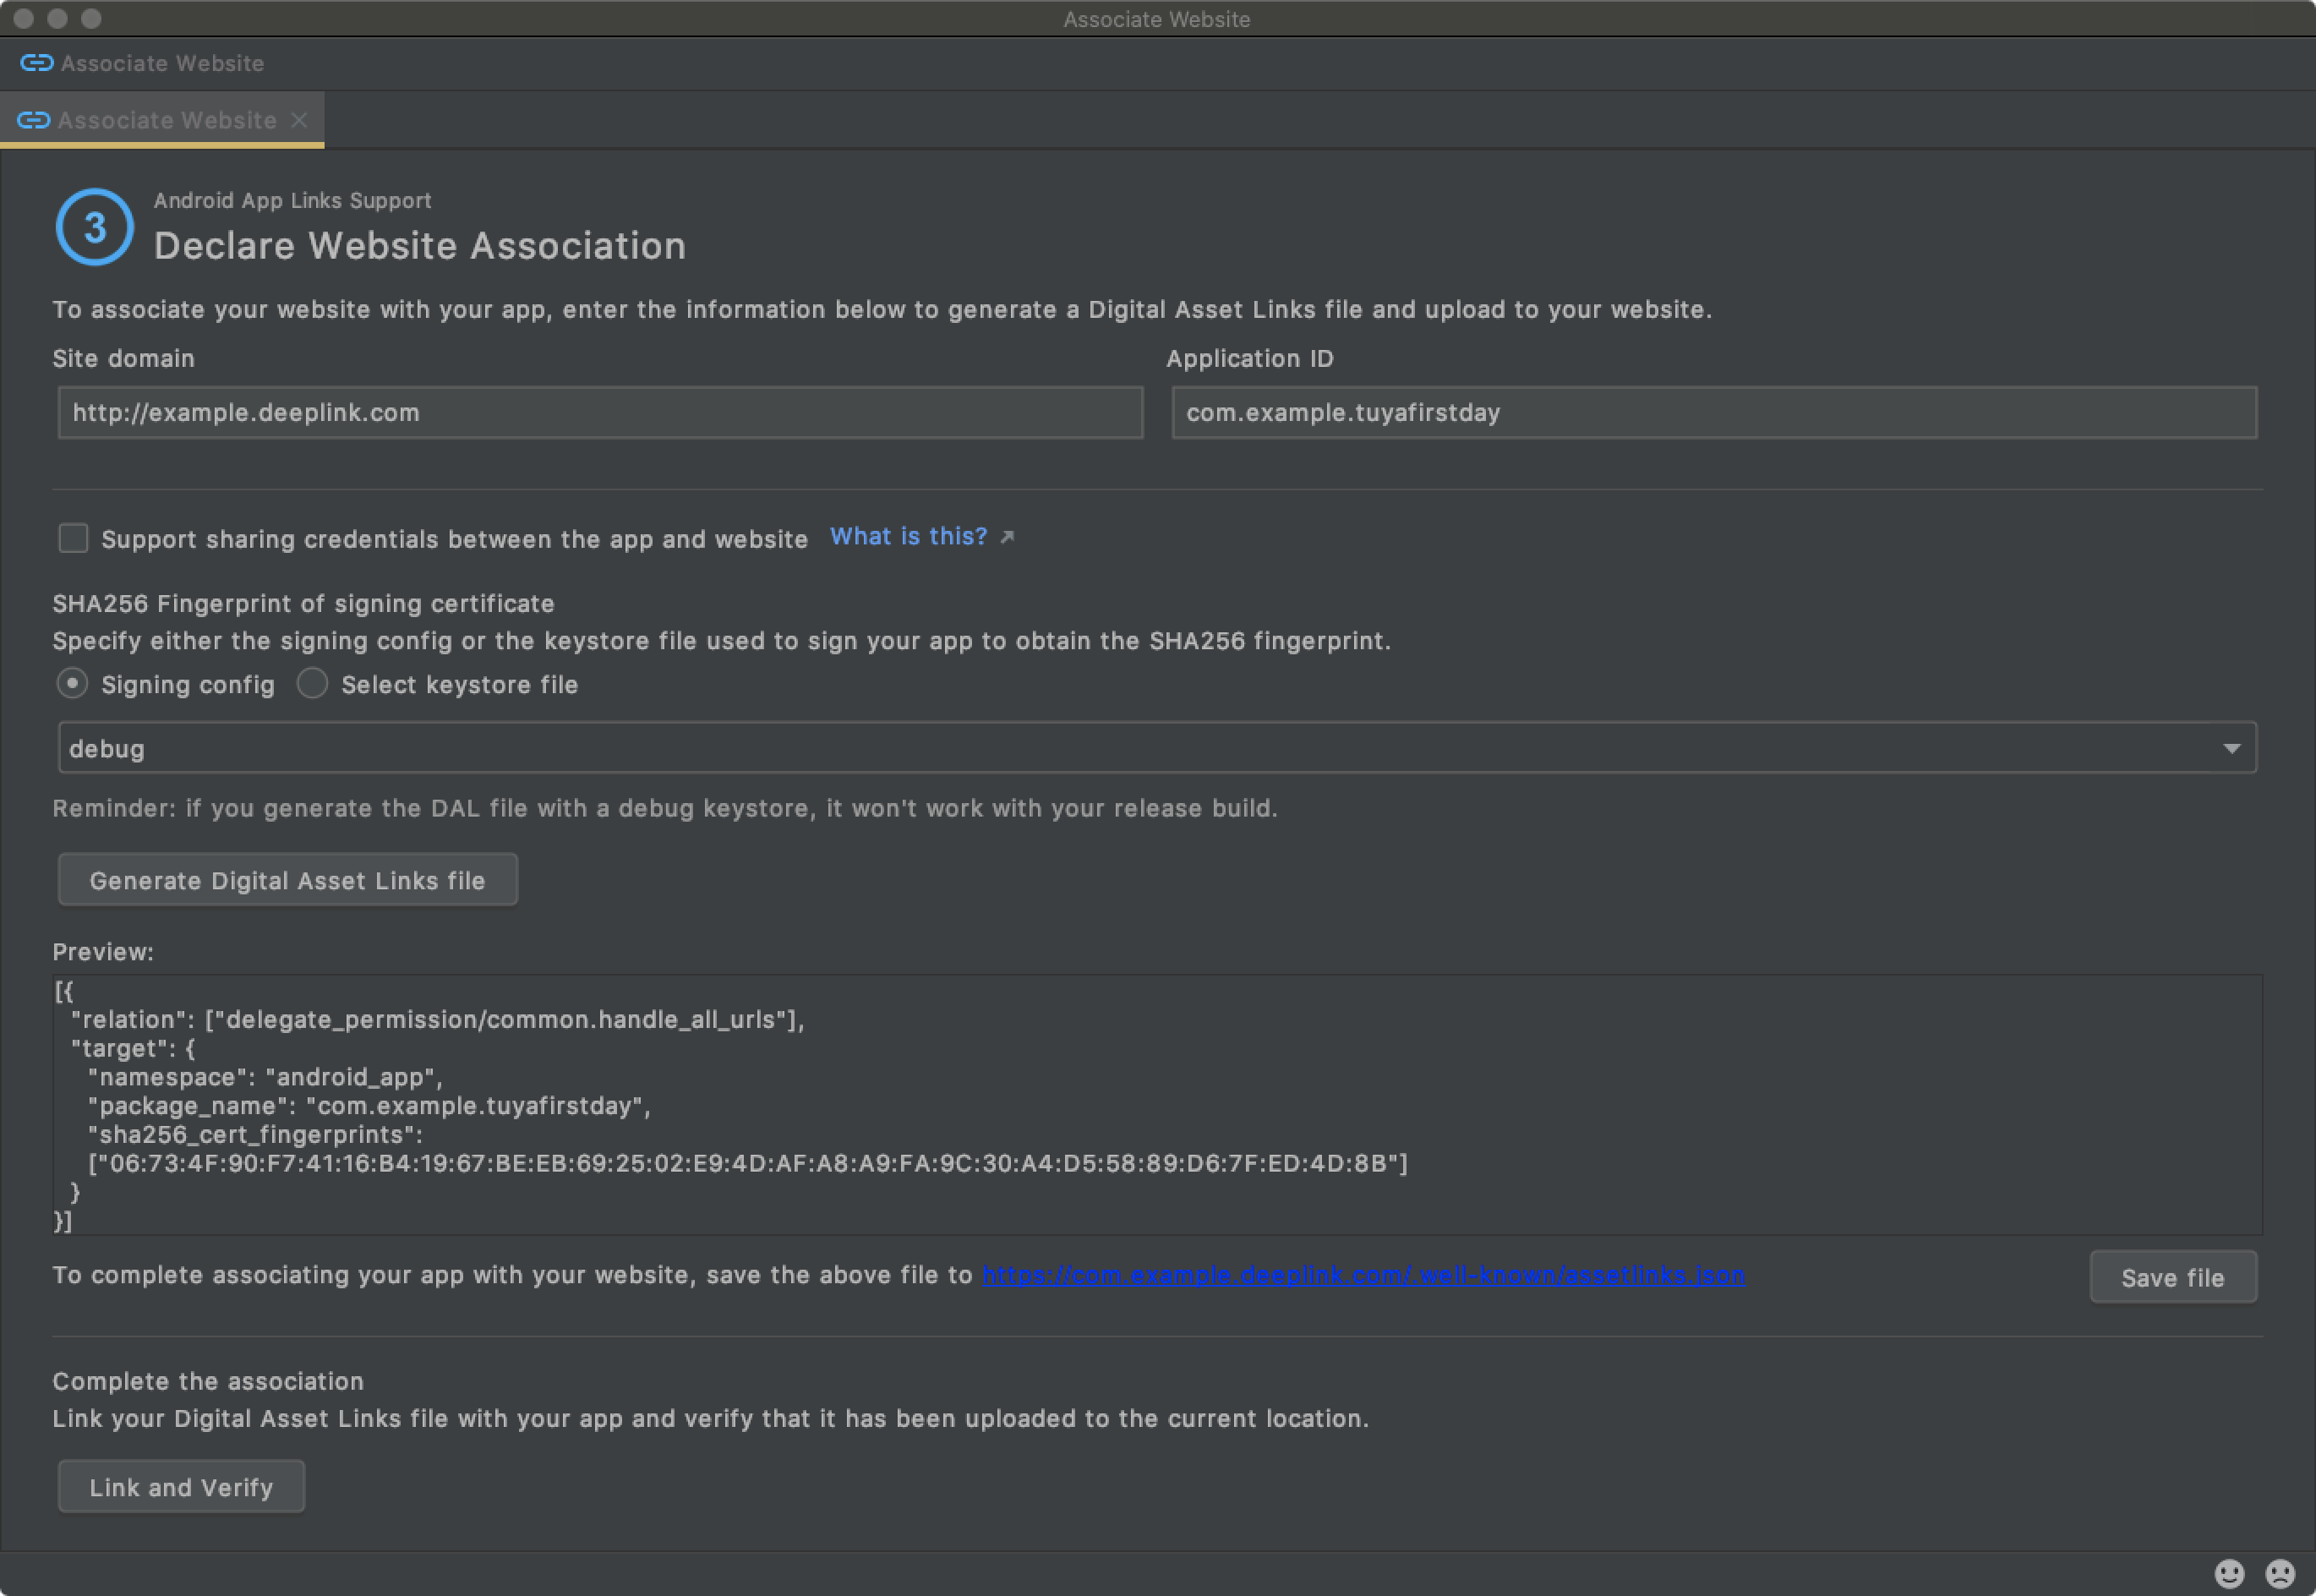 Associate Website
Associate Website
Associate Website
3
Android App Links Support
Declare Website Association
To associate your website with your app, enter the information below to generate a Digital Asset Links file and upload to your website.
Site domain
Application ID
http://example.deeplink.com
com.example.tuyafirstday
Support sharing credentials between the app and website What is this?
SHA256 Fingerprint of signing certificate
Specify either the signing config or the keystore file used to sign your app to obtain the SHA256 fingerprint.
Signing config Select keystore file
debug
Reminder: if you generate the DAL file with a debug keystore, it won't work with your release build.
Generate Digital Asset Links file
Preview:
[{
"relation": ["delegate_permission/common.handle_all_urls"],
"target": {
"namespace": "android_app",
"package_name": "com.example.tuyafirstday",
"sha256_cert_fingerprints":
["06:73:4F:90:F7:41:16:B4:19:67:BE:EB:69:25:02:E9:4D:AF:A8:A9:FA:9C:30:A4:D5:58:89:D6:7F:ED:4D:8B"]
}
}]
To complete associating your app with your website, save the above file to https://com.example.deeplink.com/.well-known/assetlinks.json
Save file
Complete the association
Link your Digital Asset Links file with your app and verify that it has been uploaded to the current location.
Link and Verify